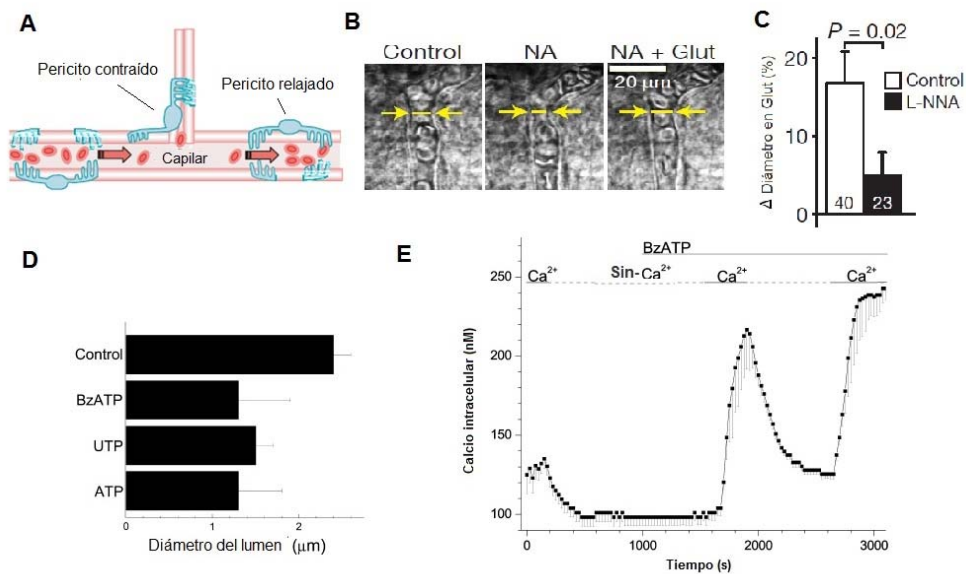 A
Pericito contraído
Pericito relajado
Capilar
B
Control
NA
NA + Glut
20 µm
C
P = 0.02
Δ Diámetro en Glut (%)
20
10
0
40
23
Control
L-NNA
D
Control
BzATP
UTP
ATP
0
1
2
Diámetro del lumen (µm)
E
BzATP
Ca2+
Sin-Ca2+
Ca2+
Ca2+
Calcio intracelular (nM)
250
200
150
100
0
1000
2000
3000
Tiempo (s)